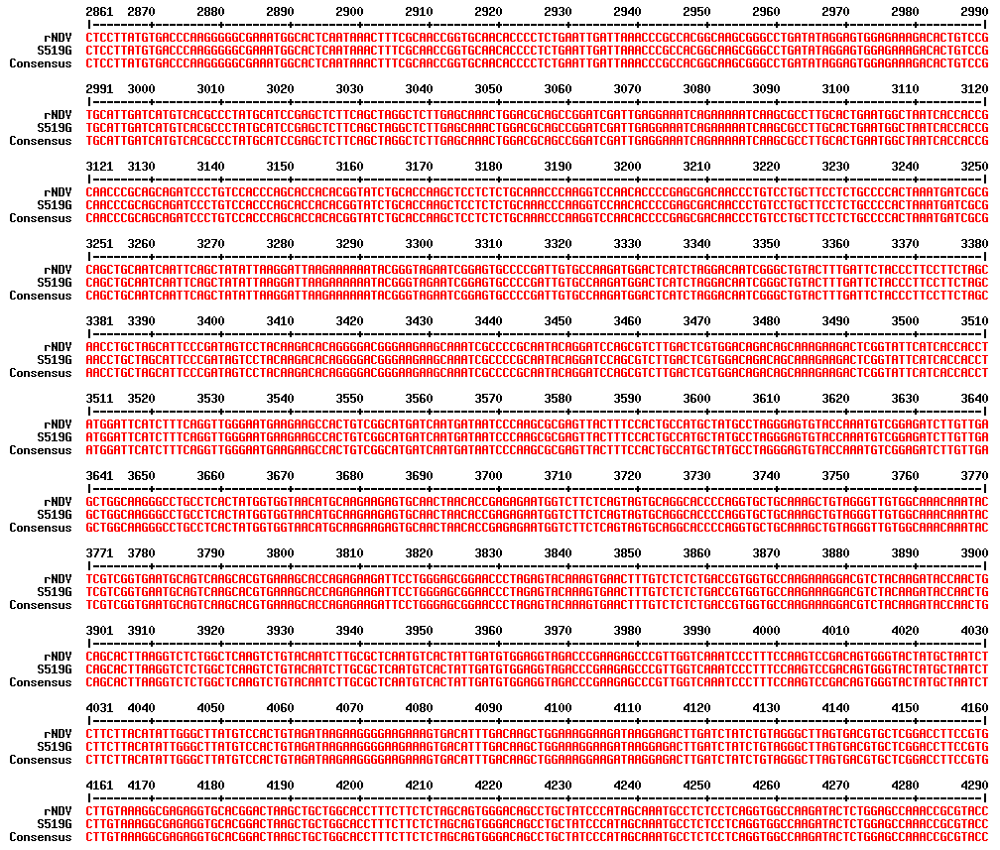 2861 2870 2880 2890 2900 2910 2920 2930 2940 2950 2960 2970 2980 2990
rNDV CTCCTTATGTGACCCAAGGGGGCGAAATGGCACTCAATAAACTTTCGCAACCGGTGCAACACCCCTCTGAATTGATTAAACCCGCCACGGCAAGCGGGCCTGATATAGGAGTGGAGAAAGACACTGTCCG
S519G CTCCTTATGTGACCCAAGGGGGCGAAATGGCACTCAATAAACTTTCGCAACCGGTGCAACACCCCTCTGAATTGATTAAACCCGCCACGGCAAGCGGGCCTGATATAGGAGTGGAGAAAGACACTGTCCG
Consensus CTCCTTATGTGACCCAAGGGGGCGAAATGGCACTCAATAAACTTTCGCAACCGGTGCAACACCCCTCTGAATTGATTAAACCCGCCACGGCAAGCGGGCCTGATATAGGAGTGGAGAAAGACACTGTCCG
2991 3000 3010 3020 3030 3040 3050 3060 3070 3080 3090 3100 3110 3120
rNDV TGCATTGATCATGTCACGCCCTATGCATCCGAGCTCTTCAGCTAGGCTCTTGAGCAAACTGGACGCAGCCGGATCGATTGAGGAAATCAGAAAAATCAAGCGCCTTGCACTGAATGGCTAATCACCACCG
S519G TGCATTGATCATGTCACGCCCTATGCATCCGAGCTCTTCAGCTAGGCTCTTGAGCAAACTGGACGCAGCCGGATCGATTGAGGAAATCAGAAAAATCAAGCGCCTTGCACTGAATGGCTAATCACCACCG
Consensus TGCATTGATCATGTCACGCCCTATGCATCCGAGCTCTTCAGCTAGGCTCTTGAGCAAACTGGACGCAGCCGGATCGATTGAGGAAATCAGAAAAATCAAGCGCCTTGCACTGAATGGCTAATCACCACCG
3121 3130 3140 3150 3160 3170 3180 3190 3200 3210 3220 3230 3240 3250
rNDV CAACCCGCAGCAGATCCCTGTCCACCCAGCACCACACGGTATCTGCACCAAGCTCCTCTCTGCAAACCCAAGGTCCAACACCCCGAGCGACAACCCTGTCCTGCTTCCTCTGCCCCACTAAATGATCGCG
S519G CAACCCGCAGCAGATCCCTGTCCACCCAGCACCACACGGTATCTGCACCAAGCTCCTCTCTGCAAACCCAAGGTCCAACACCCCGAGCGACAACCCTGTCCTGCTTCCTCTGCCCCACTAAATGATCGCG
Consensus CAACCCGCAGCAGATCCCTGTCCACCCAGCACCACACGGTATCTGCACCAAGCTCCTCTCTGCAAACCCAAGGTCCAACACCCCGAGCGACAACCCTGTCCTGCTTCCTCTGCCCCACTAAATGATCGCG
3251 3260 3270 3280 3290 3300 3310 3320 3330 3340 3350 3360 3370 3380
rNDV CAGCTGCAATCAATTCAGCTATATTAAGGATTAAGAAAAAATACGGGTAGAATCGGAGTGCCCCGATTGTGCCAAGATGGACTCATCTAGGACAATCGGGCTGTACTTTGATTCTACCCTTCCTTCTAGC
S519G CAGCTGCAATCAATTCAGCTATATTAAGGATTAAGAAAAAATACGGGTAGAATCGGAGTGCCCCGATTGTGCCAAGATGGACTCATCTAGGACAATCGGGCTGTACTTTGATTCTACCCTTCCTTCTAGC
Consensus CAGCTGCAATCAATTCAGCTATATTAAGGATTAAGAAAAAATACGGGTAGAATCGGAGTGCCCCGATTGTGCCAAGATGGACTCATCTAGGACAATCGGGCTGTACTTTGATTCTACCCTTCCTTCTAGC
3381 3390 3400 3410 3420 3430 3440 3450 3460 3470 3480 3490 3500 3510
rNDV AACCTGCTAGCATTCCCGATAGTCCTACAAGACACAGGGGACGGGAAGAAGCAAATCGCCCCGCAATACAGGATCCAGCGTCTTGACTCGTGGACAGACAGCAAAGAAGACTCGGTATTCATCACCACCT
S519G AACCTGCTAGCATTCCCGATAGTCCTACAAGACACAGGGGACGGGAAGAAGCAAATCGCCCCGCAATACAGGATCCAGCGTCTTGACTCGTGGACAGACAGCAAAGAAGACTCGGTATTCATCACCACCT
Consensus AACCTGCTAGCATTCCCGATAGTCCTACAAGACACAGGGGACGGGAAGAAGCAAATCGCCCCGCAATACAGGATCCAGCGTCTTGACTCGTGGACAGACAGCAAAGAAGACTCGGTATTCATCACCACCT
3511 3520 3530 3540 3550 3560 3570 3580 3590 3600 3610 3620 3630 3640
rNDV ATGGATTCATCTTTCAGGTTGGGAATGAAGAAGCCACTGTCGGCATGATCAATGATAATCCCAAGCGCGAGTTACTTTCCACTGCCATGCTATGCCTAGGGAGTGTACCAAATGTCGGAGATCTTGTTGA
S519G ATGGATTCATCTTTCAGGTTGGGAATGAAGAAGCCACTGTCGGCATGATCAATGATAATCCCAAGCGCGAGTTACTTTCCACTGCCATGCTATGCCTAGGGAGTGTACCAAATGTCGGAGATCTTGTTGA
Consensus ATGGATTCATCTTTCAGGTTGGGAATGAAGAAGCCACTGTCGGCATGATCAATGATAATCCCAAGCGCGAGTTACTTTCCACTGCCATGCTATGCCTAGGGAGTGTACCAAATGTCGGAGATCTTGTTGA
3641 3650 3660 3670 3680 3690 3700 3710 3720 3730 3740 3750 3760 3770
rNDV GCTGGCAAGGGCCTGCCTCACTATGGTGGTAACATGCAAGAAGAGTGCAACTAACACCGAGAGAATGGTCTTCTCAGTAGTGCAGGCACCCCAGGTGCTGCAAAGCTGTAGGGTTGTGGCAAACAAATAC
S519G GCTGGCAAGGGCCTGCCTCACTATGGTGGTAACATGCAAGAAGAGTGCAACTAACACCGAGAGAATGGTCTTCTCAGTAGTGCAGGCACCCCAGGTGCTGCAAAGCTGTAGGGTTGTGGCAAACAAATAC
Consensus GCTGGCAAGGGCCTGCCTCACTATGGTGGTAACATGCAAGAAGAGTGCAACTAACACCGAGAGAATGGTCTTCTCAGTAGTGCAGGCACCCCAGGTGCTGCAAAGCTGTAGGGTTGTGGCAAACAAATAC
3771 3780 3790 3800 3810 3820 3830 3840 3850 3860 3870 3880 3890 3900
rNDV TCGTCGGTGAATGCAGTCAAGCACGTGAAAGCACCAGAGAAGATTCCTGGGAGCGGAACCCTAGAGTACAAAGTGAACTTTGTCTCTCTGACCGTGGTGCCAAGAAAGGACGTCTACAAGATACCAACTG
S519G TCGTCGGTGAATGCAGTCAAGCACGTGAAAGCACCAGAGAAGATTCCTGGGAGCGGAACCCTAGAGTACAAAGTGAACTTTGTCTCTCTGACCGTGGTGCCAAGAAAGGACGTCTACAAGATACCAACTG
Consensus TCGTCGGTGAATGCAGTCAAGCACGTGAAAGCACCAGAGAAGATTCCTGGGAGCGGAACCCTAGAGTACAAAGTGAACTTTGTCTCTCTGACCGTGGTGCCAAGAAAGGACGTCTACAAGATACCAACTG
3901 3910 3920 3930 3940 3950 3960 3970 3980 3990 4000 4010 4020 4030
rNDV CAGCACTTAAGGTCTCTGGCTCAAGTCTGTACAATCTTGCGCTCAATGTCACTATTGATGTGGAGGTAGACCCGAAGAGCCCGTTGGTCAAATCCCTTTCCAAGTCCGACAGTGGGTACTATGCTAATCT
S519G CAGCACTTAAGGTCTCTGGCTCAAGTCTGTACAATCTTGCGCTCAATGTCACTATTGATGTGGAGGTAGACCCGAAGAGCCCGTTGGTCAAATCCCTTTCCAAGTCCGACAGTGGGTACTATGCTAATCT
Consensus CAGCACTTAAGGTCTCTGGCTCAAGTCTGTACAATCTTGCGCTCAATGTCACTATTGATGTGGAGGTAGACCCGAAGAGCCCGTTGGTCAAATCCCTTTCCAAGTCCGACAGTGGGTACTATGCTAATCT
4031 4040 4050 4060 4070 4080 4090 4100 4110 4120 4130 4140 4150 4160
rNDV CTTCTTACATATTGGGCTTATGTCCACTGTAGATAAGAAGGGGAAGAAAGTGACATTTGACAAGCTGGAAAGGAAGATAAGGAGACTTGATCTATCTGTAGGGCTTAGTGACGTGCTCGGACCTTCCGTG
S519G CTTCTTACATATTGGGCTTATGTCCACTGTAGATAAGAAGGGGAAGAAAGTGACATTTGACAAGCTGGAAAGGAAGATAAGGAGACTTGATCTATCTGTAGGGCTTAGTGACGTGCTCGGACCTTCCGTG
Consensus CTTCTTACATATTGGGCTTATGTCCACTGTAGATAAGAAGGGGAAGAAAGTGACATTTGACAAGCTGGAAAGGAAGATAAGGAGACTTGATCTATCTGTAGGGCTTAGTGACGTGCTCGGACCTTCCGTG
4161 4170 4180 4190 4200 4210 4220 4230 4240 4250 4260 4270 4280 4290
rNDV CTTGTAAAGGCGAGAGGTGCACGGACTAAGCTGCTGGCACCTTTCTTCTCTAGCAGTGGGACAGCCTGCTATCCCATAGCAAATGCCTCTCCTCAGGTGGCCAAGATACTCTGGAGCCAAACCGCGTACC
S519G CTTGTAAAGGCGAGAGGTGCACGGACTAAGCTGCTGGCACCTTTCTTCTCTAGCAGTGGGACAGCCTGCTATCCCATAGCAAATGCCTCTCCTCAGGTGGCCAAGATACTCTGGAGCCAAACCGCGTACC
Consensus CTTGTAAAGGCGAGAGGTGCACGGACTAAGCTGCTGGCACCTTTCTTCTCTAGCAGTGGGACAGCCTGCTATCCCATAGCAAATGCCTCTCCTCAGGTGGCCAAGATACTCTGGAGCCAAACCGCGTACC